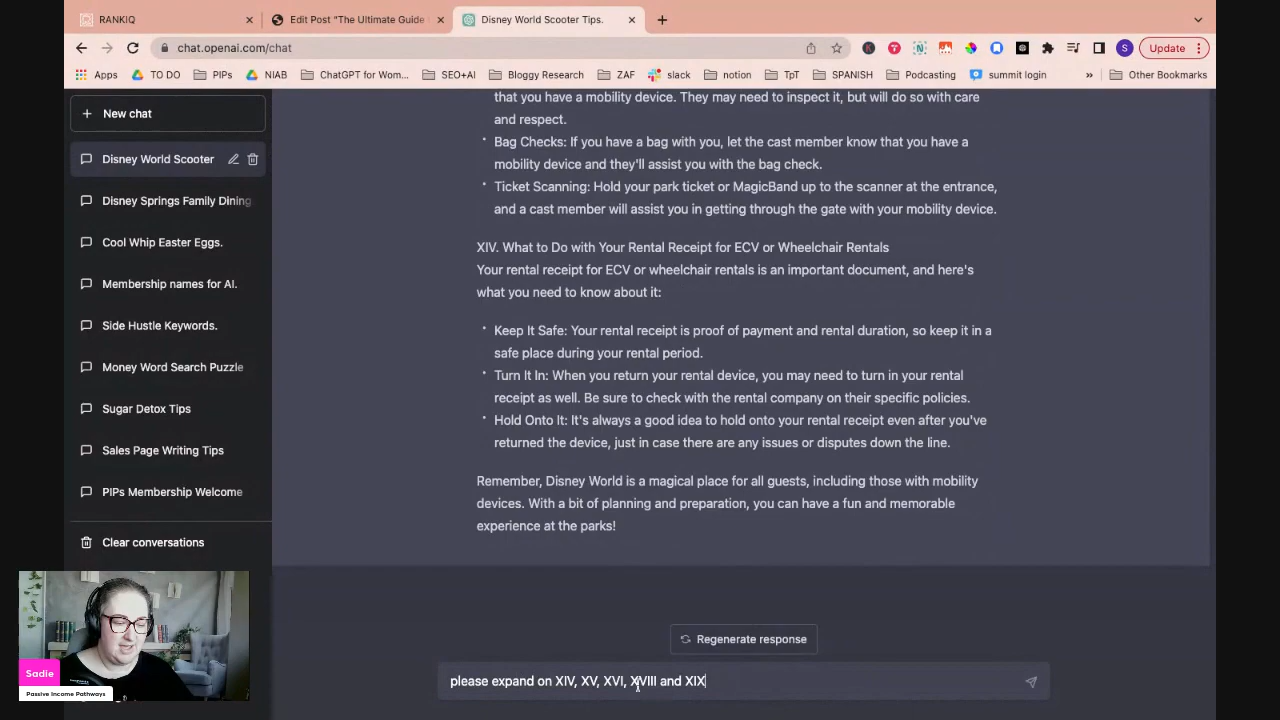 RANKIQ
Edit Post "The Ultimate Guide
Disney World Scooter Tips.
chat.openai.com/chat
S
Update
Apps
TO DO
PIPs
NIAB
ChatGPT for Wom...
SEO+AI
Bloggy Research
ZAF
slack
notion
TpT
SPANISH
Podcasting
summit login
»
Other Bookmarks
New chat
Disney World Scooter
Disney Springs Family Dining
Cool Whip Easter Eggs.
Membership names for AI.
Side Hustle Keywords.
Money Word Search Puzzle
Sugar Detox Tips
Sales Page Writing Tips
PIPs Membership Welcome
Clear conversations
that you have a mobility device. They may need to inspect it, but will do so with care
and respect.
• Bag Checks: If you have a bag with you, let the cast member know that you have a
mobility device and they'll assist you with the bag check.
• Ticket Scanning: Hold your park ticket or MagicBand up to the scanner at the entrance,
and a cast member will assist you in getting through the gate with your mobility device.
XIV. What to Do with Your Rental Receipt for ECV or Wheelchair Rentals
Your rental receipt for ECV or wheelchair rentals is an important document, and here's
what you need to know about it:
• Keep It Safe: Your rental receipt is proof of payment and rental duration, so keep it in a
safe place during your rental period.
• Turn It In: When you return your rental device, you may need to turn in your rental
receipt as well. Be sure to check with the rental company on their specific policies.
• Hold Onto It: It's always a good idea to hold onto your rental receipt even after you've
returned the device, just in case there are any issues or disputes down the line.
Remember, Disney World is a magical place for all guests, including those with mobility
devices. With a bit of planning and preparation, you can have a fun and memorable
experience at the parks!
Regenerate response
please expand on XIV, XV, XVI, XVIII and XIX
Sadie
Passive Income Pathways